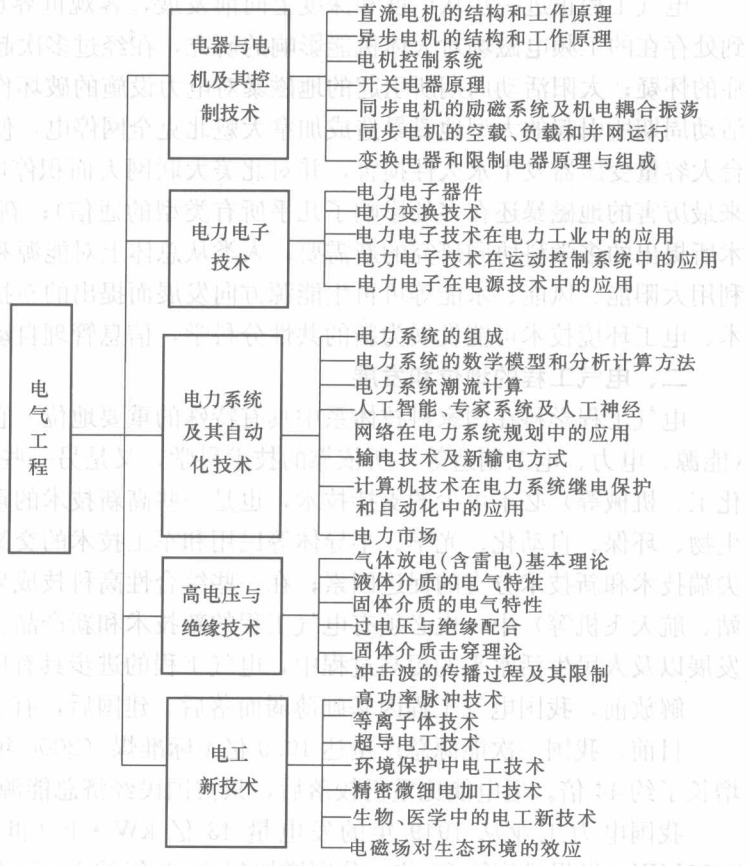 电气工程
电器与电
机及其控
制技术
直流电机的结构和工作原理
异步电机的结构和工作原理
电机控制系统
开关电器原理
同步电机的励磁系统及机电耦合振荡
同步电机的空载、负载和并网运行
变换电器和限制电器原理与组成
电力电子
技术
电力电子器件
电力变换技术
电力电子技术在电力工业中的应用
电力电子技术在运动控制系统中的应用
电力电子在电源技术中的应用
电力系统
及其自动
化技术
电力系统的组成
电力系统的数学模型和分析计算方法
电力系统潮流计算
人工智能、专家系统及人工神经
网络在电力系统规划中的应用
输电技术及新输电方式
计算机技术在电力系统继电保护
和自动化中的应用
电力市场
高电压与
绝缘技术
气体放电(含雷电)基本理论
液体介质的电气特性
固体介质的电气特性
过电压与绝缘配合
固体介质击穿理论
冲击波的传播过程及其限制
电工
新技术
高功率脉冲技术
等离子体技术
超导电工技术
环境保护中电工技术
精密微细电加工技术
生物、医学中的电工新技术
电磁场对生态环境的效应